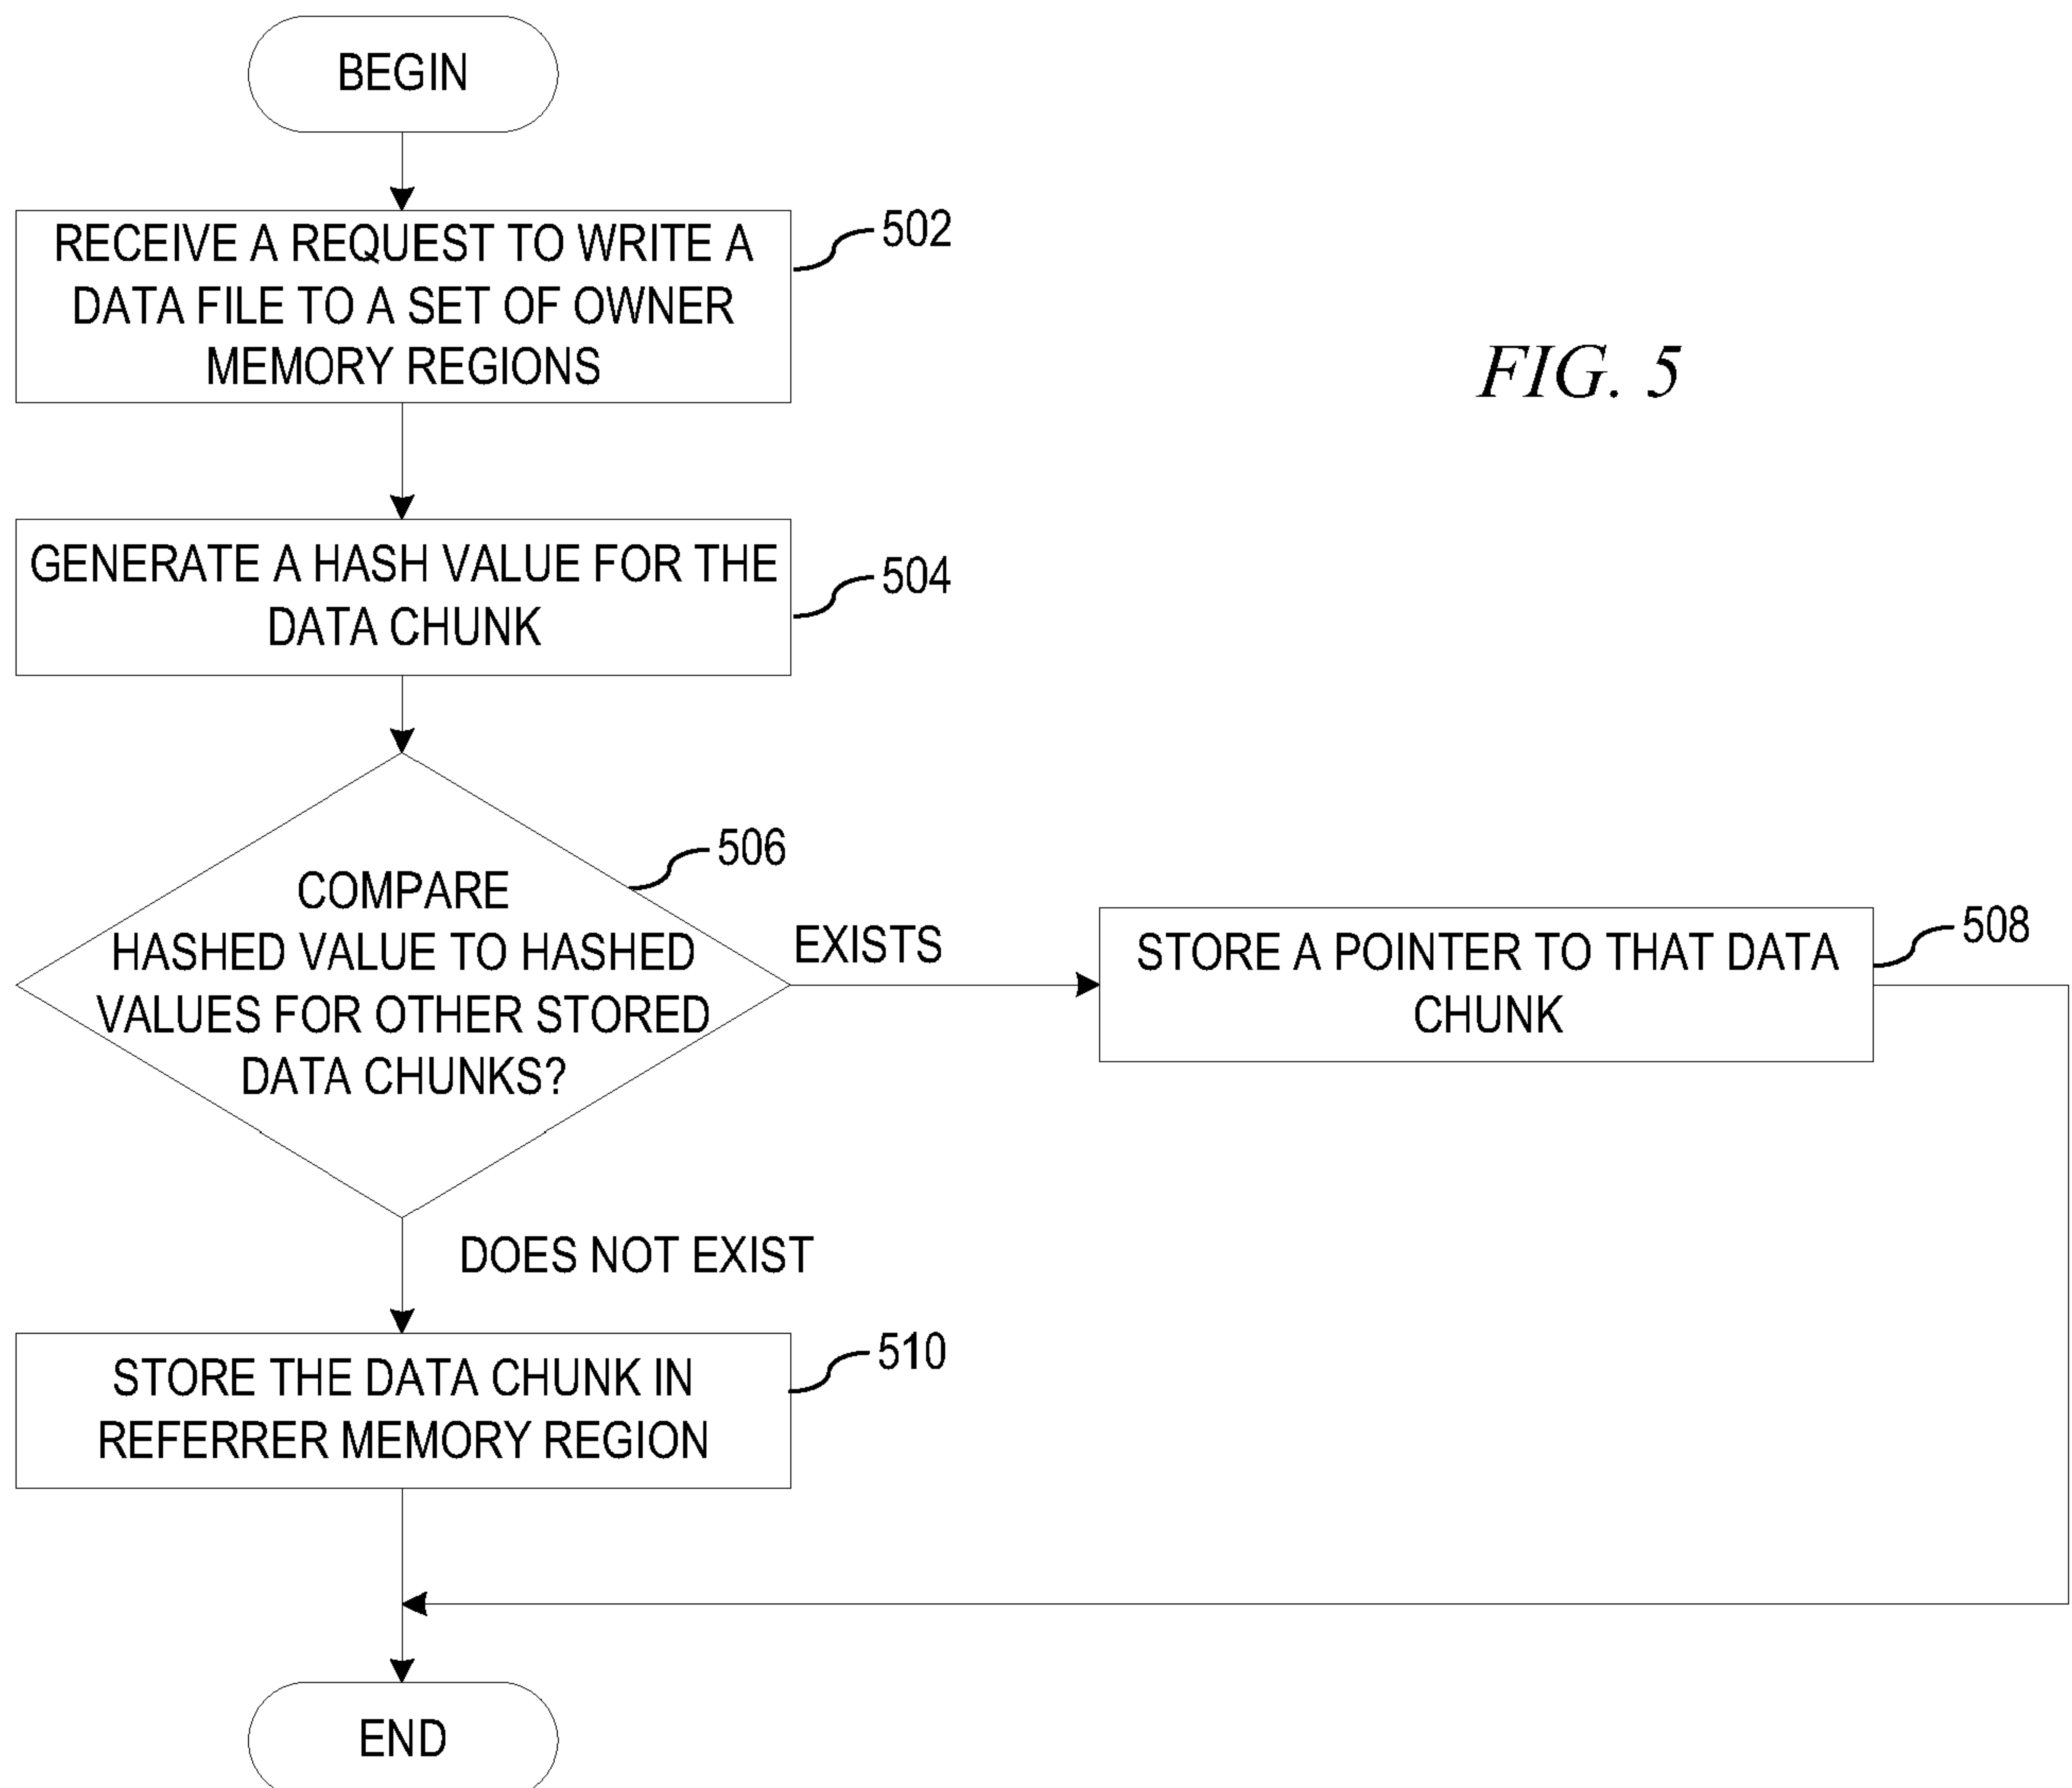 BEGIN
RECEIVE A REQUEST TO WRITE A
DATA FILE TO A SET OF OWNER
MEMORY REGIONS
502
FIG. 5
GENERATE A HASH VALUE FOR THE
DATA CHUNK
504
COMPARE
HASHED VALUE TO HASHED
VALUES FOR OTHER STORED
DATA CHUNKS?
506
EXISTS
STORE A POINTER TO THAT DATA
CHUNK
508
DOES NOT EXIST
STORE THE DATA CHUNK IN
REFERRER MEMORY REGION
510
END